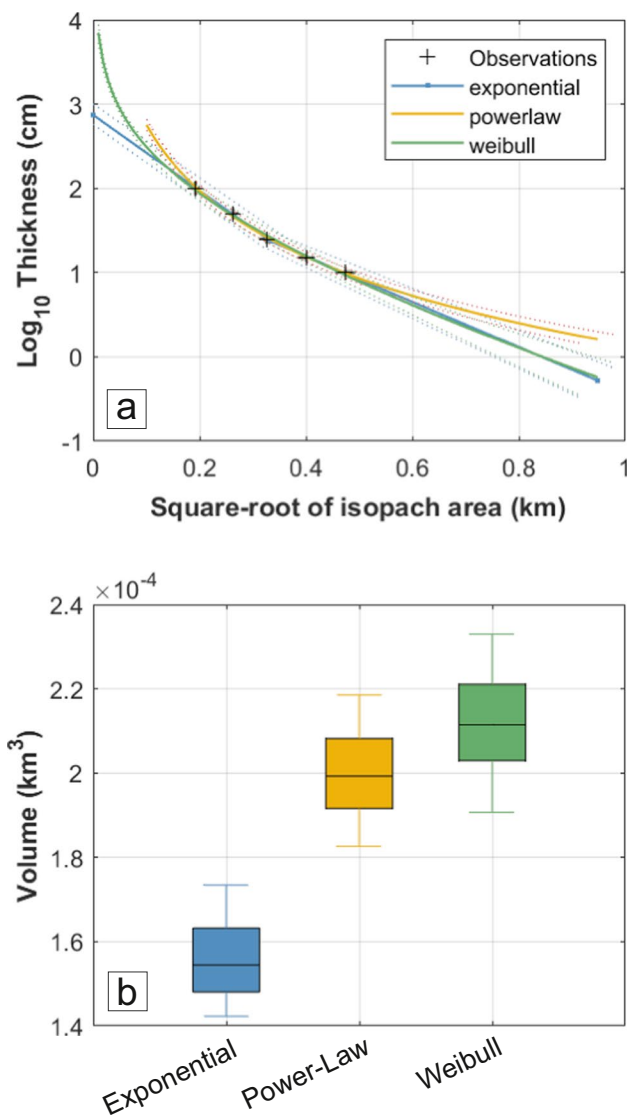 4
3
2
1
0
-1
Log10 Thickness (cm)
Observations
exponential
powerlaw
weibull
a
0 0.2 0.4 0.6 0.8 1
Square-root of isopach area (km)
×10-4
2.4
2.2
2
1.8
1.6
1.4
Volume (km3)
b
Exponential
Power-Law
Weibull